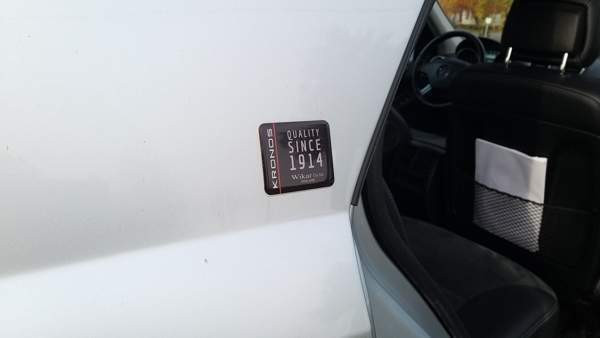 KRONOS
QUALITY
SINCE
1914
Wikar